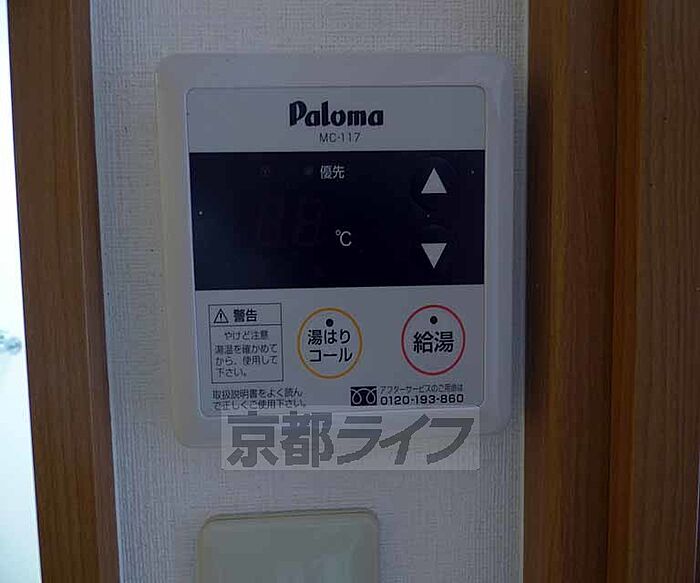 Paloma
MC-117
優先
℃
▲
▼
⚠ 警告
やけど注意
湯温を確かめて
から、使用して
下さい。
取扱説明書をよく読ん
で正しくご使用下さい。
湯はり
コール
給湯
アフターサービスのご用命は
0120-193-860
京都ライフ